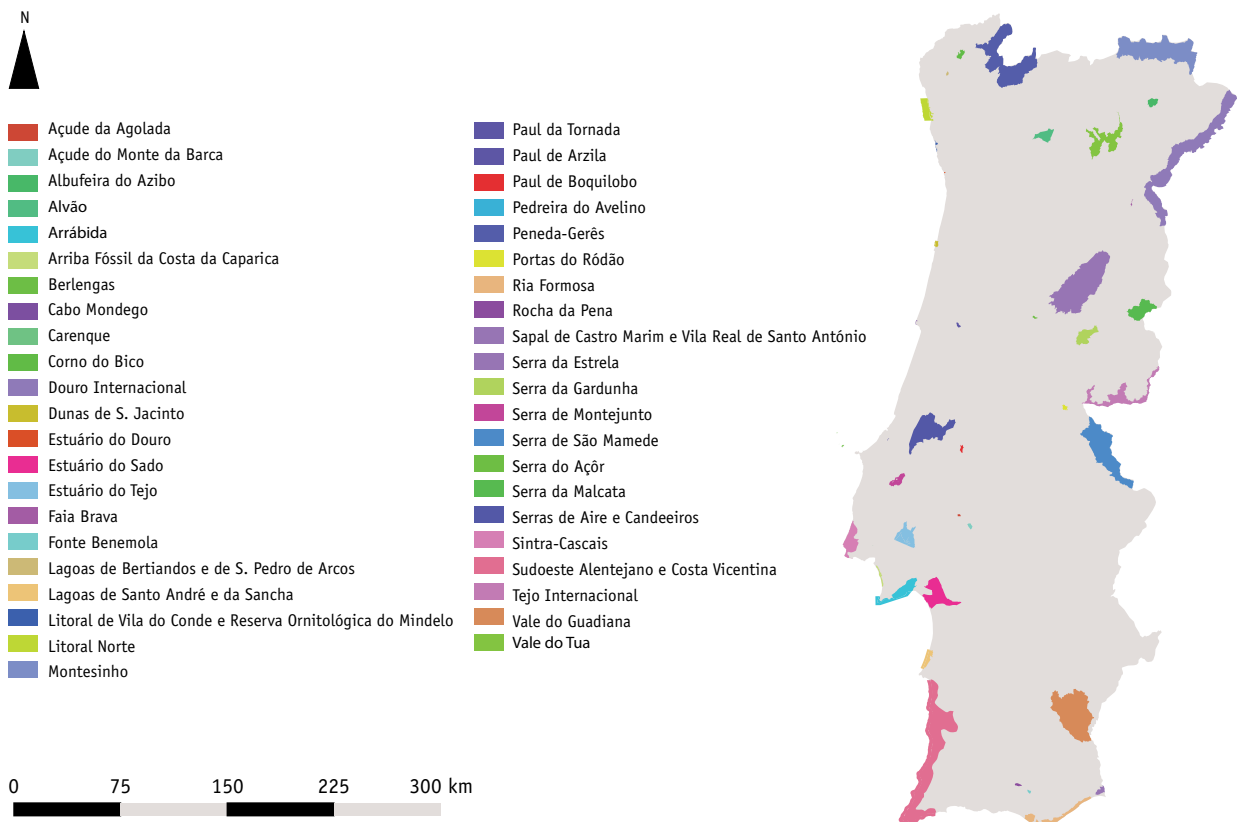 N
Açude da Agolada
Açude do Monte da Barca
Albufeira do Azibo
Alvão
Arrábida
Arriba Fóssil da Costa da Caparica
Berlengas
Cabo Mondego
Carenque
Corno do Bico
Douro Internacional
Dunas de S. Jacinto
Estuário do Douro
Estuário do Sado
Estuário do Tejo
Faia Brava
Fonte Benemola
Lagoas de Bertiandos e de S. Pedro de Arcos
Lagoas de Santo André e da Sancha
Litoral de Vila do Conde e Reserva Ornitológica do Mindelo
Litoral Norte
Montesinho
Paul da Tornada
Paul de Arzila
Paul de Boquilobo
Pedreira do Avelino
Peneda-Gerês
Portas do Ródão
Ria Formosa
Rocha da Pena
Sapal de Castro Marim e Vila Real de Santo António
Serra da Estrela
Serra da Gardunha
Serra de Montejunto
Serra de São Mamede
Serra do Açôr
Serra da Malcata
Serras de Aire e Candeeiros
Sintra-Cascais
Sudoeste Alentejano e Costa Vicentina
Tejo Internacional
Vale do Guadiana
Vale do Tua
0 75 150 225 300 km